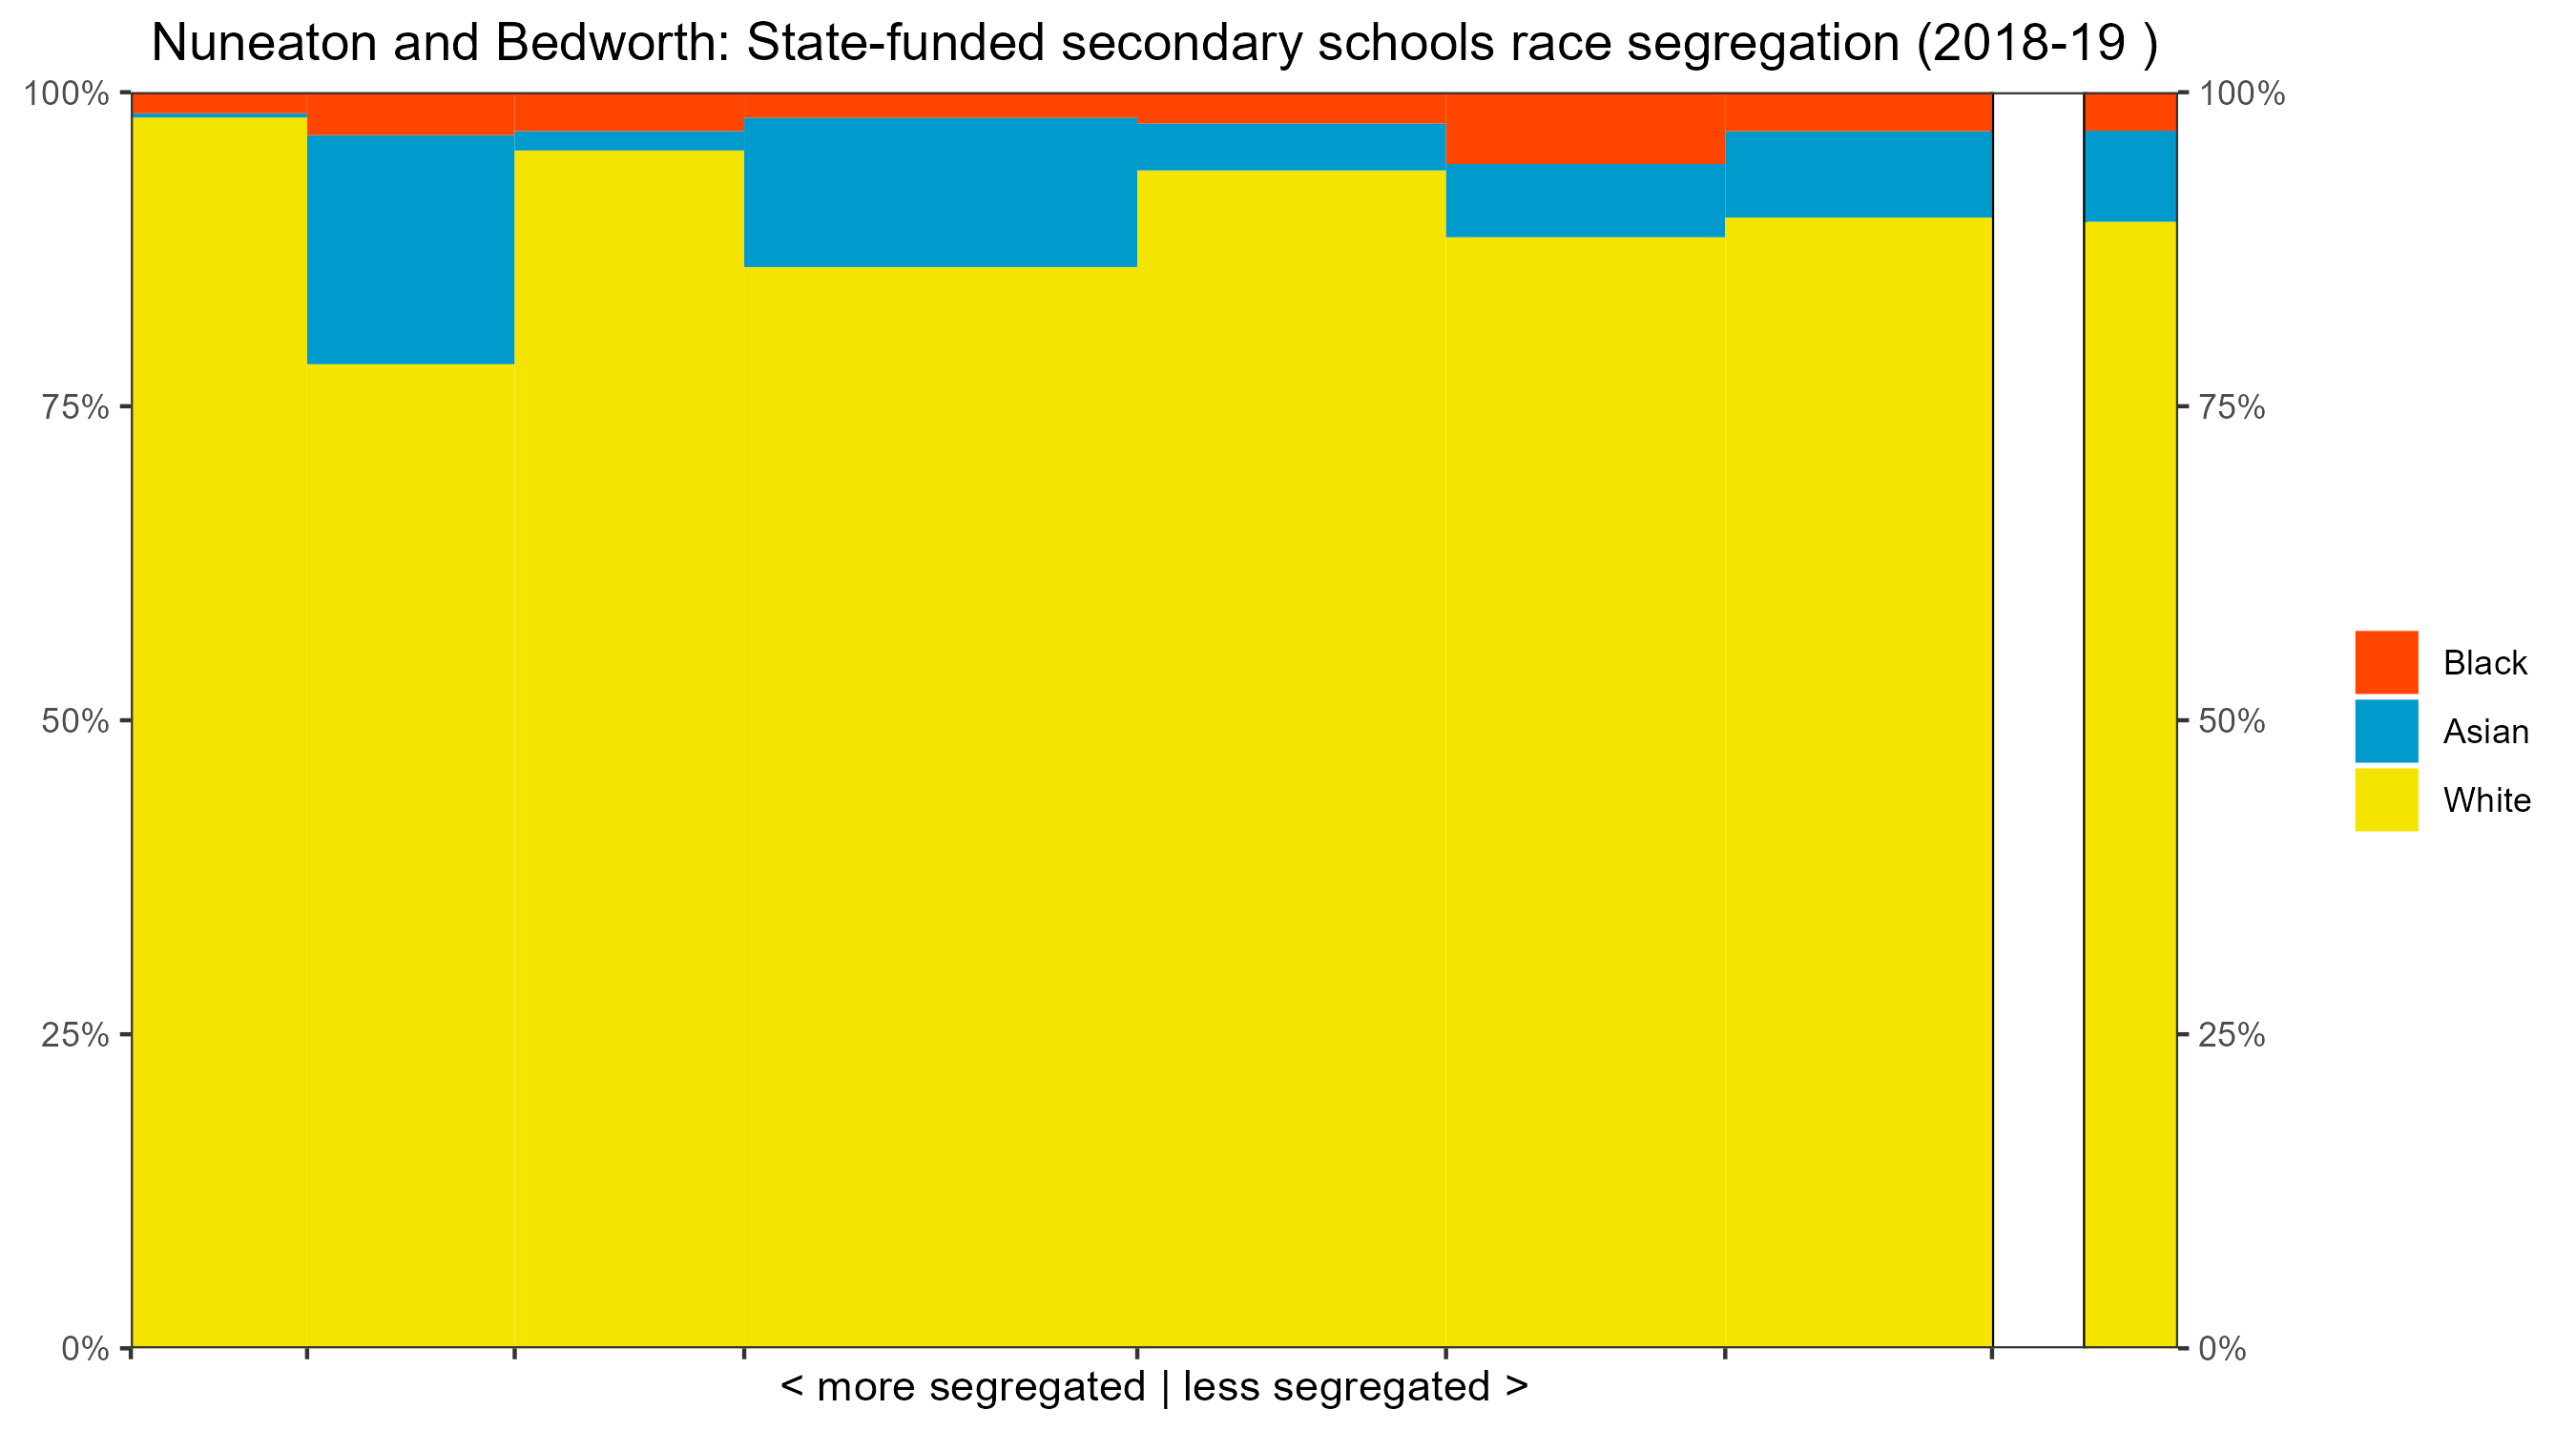 Nuneaton and Bedworth: State-funded secondary schools race segregation (2018-19 )
100%
100%
75%
75%
50%
50%
25%
25%
0%
0%
Black
Asian
White
< more segregated | less segregated >